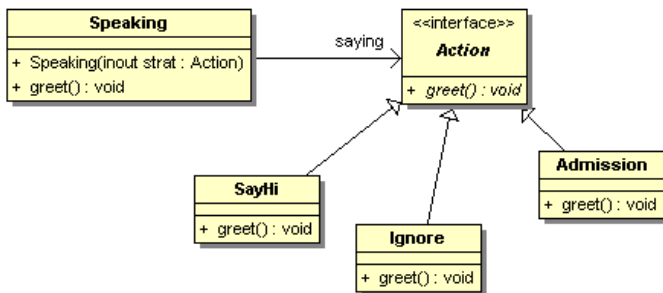 Speaking
+ Speaking(inout strat : Action)
+ greet() : void
saying
<<interface>>
Action
+ greet() : void
SayHi
+ greet() : void
Ignore
+ greet() : void
Admission
+ greet() : void